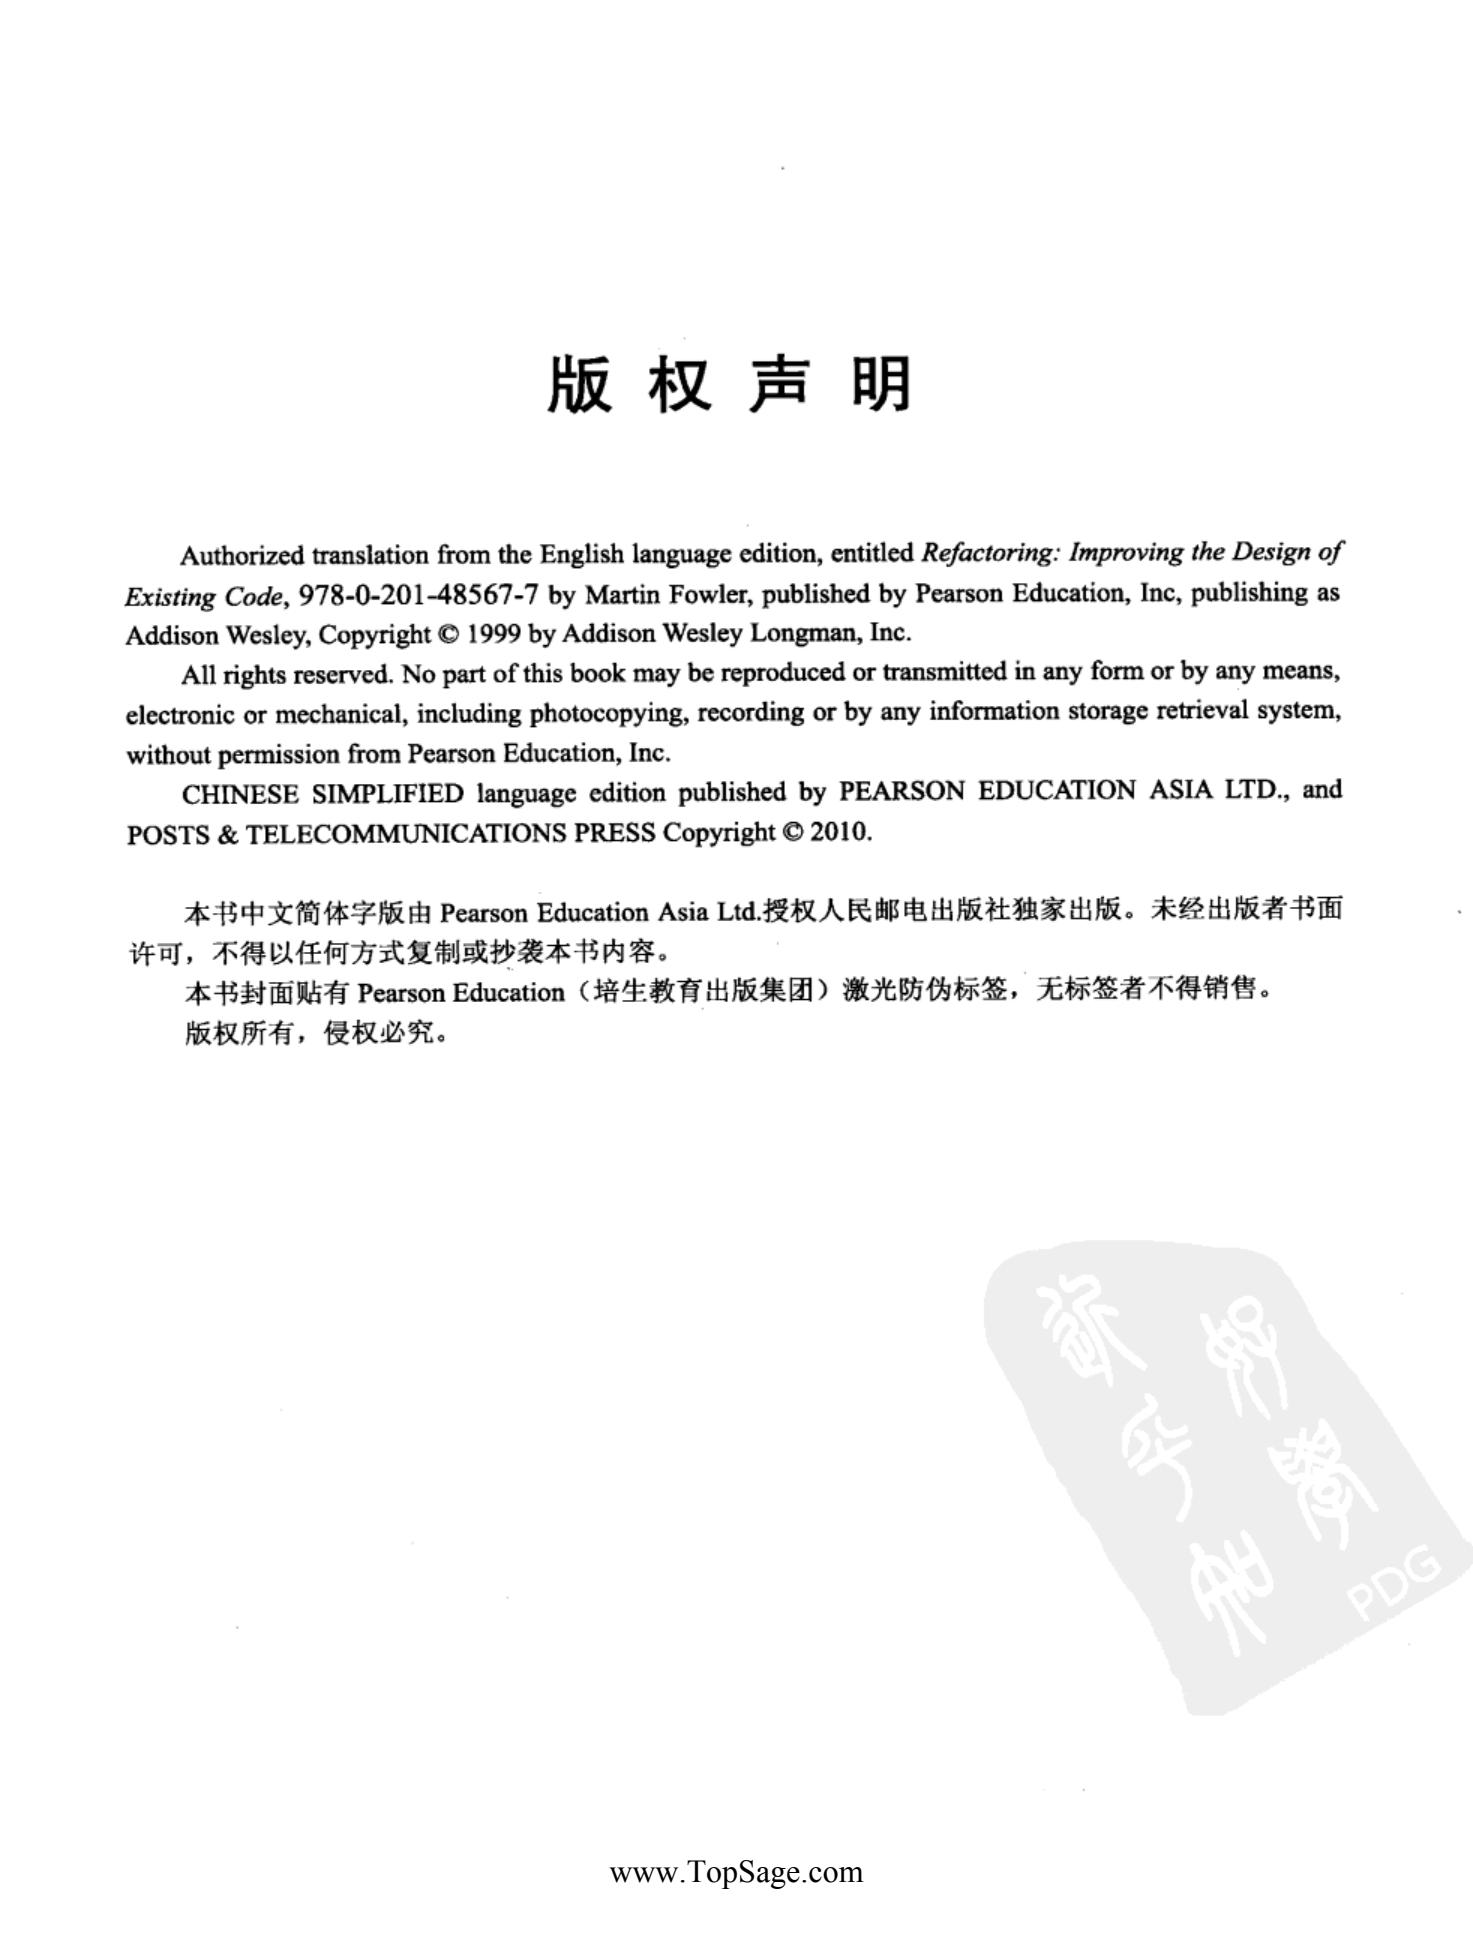 版权声明
Authorized translation from the English language edition, entitled Refactoring: Improving the Design of
Existing Code, 978-0-201-48567-7 by Martin Fowler, published by Pearson Education, Inc, publishing as
Addison Wesley, Copyright © 1999 by Addison Wesley Longman, Inc.
All rights reserved. No part of this book may be reproduced or transmitted in any form or by any means,
electronic or mechanical, including photocopying, recording or by any information storage retrieval system,
without permission from Pearson Education, Inc.
CHINESE SIMPLIFIED language edition published by PEARSON EDUCATION ASIA LTD., and
POSTS & TELECOMMUNICATIONS PRESS Copyright © 2010.
本书中文简体字版由 Pearson Education Asia Ltd.授权人民邮电出版社独家出版。未经出版者书面
许可，不得以任何方式复制或抄袭本书内容。
本书封面贴有 Pearson Education（培生教育出版集团）激光防伪标签，无标签者不得销售。
版权所有，侵权必究。
PDG
www.TopSage.com